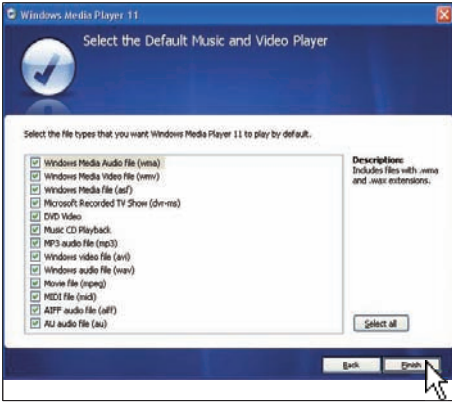 Windows Media Player 11
Select the Default Music and Video Player
Select the file types that you want Windows Media Player 11 to play by default.
Windows Media Audio file (wma)
Windows Media Video file (wmv)
Windows Media file (asf)
Microsoft Recorded TV Show (dvr-ms)
DVD Video
Music CD Playback
MP3 audio file (mp3)
Windows video file (avi)
Windows audio file (wav)
Movie file (mpeg)
MIDI file (midi)
AIFF audio file (aiff)
AU audio file (au)
Description:
Includes files with .wma
and .wax extensions.
Select all
Back
Finish